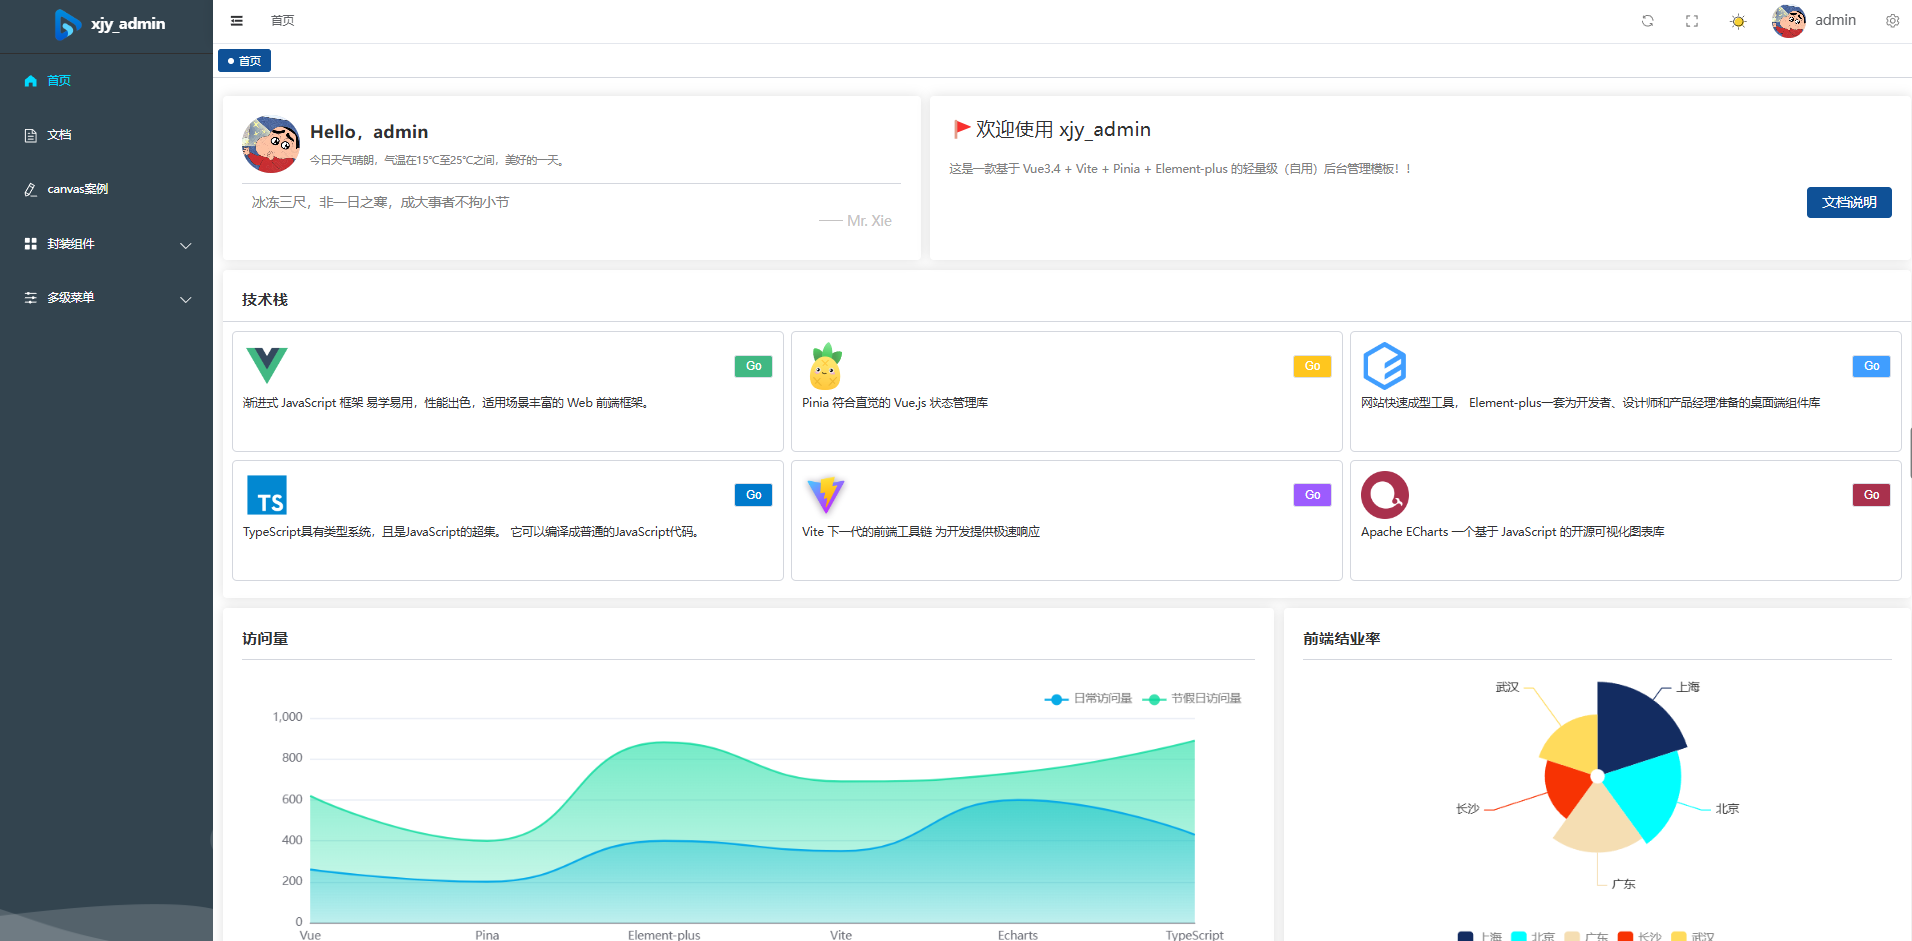 xjy_admin
首页
文档
canvas案例
封装组件
多级菜单
首页
admin
首页
Hello，admin
今日天气晴朗，气温在15℃至25℃之间，美好的一天。
冰冻三尺，非一日之寒，成大事者不拘小节
—— Mr. Xie
欢迎使用 xjy_admin
这是一款基于 Vue3.4 + Vite + Pinia + Element-plus 的轻量级（自用）后台管理模板！！
文档说明
技术栈
Go
渐进式 JavaScript 框架 易学易用，性能出色，适用场景丰富的 Web 前端框架。
Go
Pinia 符合直觉的 Vue.js 状态管理库
Go
网站快速成型工具， Element-plus一套为开发者、设计师和产品经理准备的桌面端组件库
TS
Go
TypeScript具有类型系统，且是JavaScript的超集。 它可以编译成普通的JavaScript代码。
Go
Vite 下一代的前端工具链 为开发提供极速响应
Go
Apache ECharts 一个基于 JavaScript 的开源可视化图表库
访问量
日常访问量 节假日访问量
1,000
800
600
400
200
0
Vue Pina Element-plus Vite Echarts TypeScript
前端结业率
武汉 上海
长沙 北京
广东
上海 北京 广东 长沙 武汉